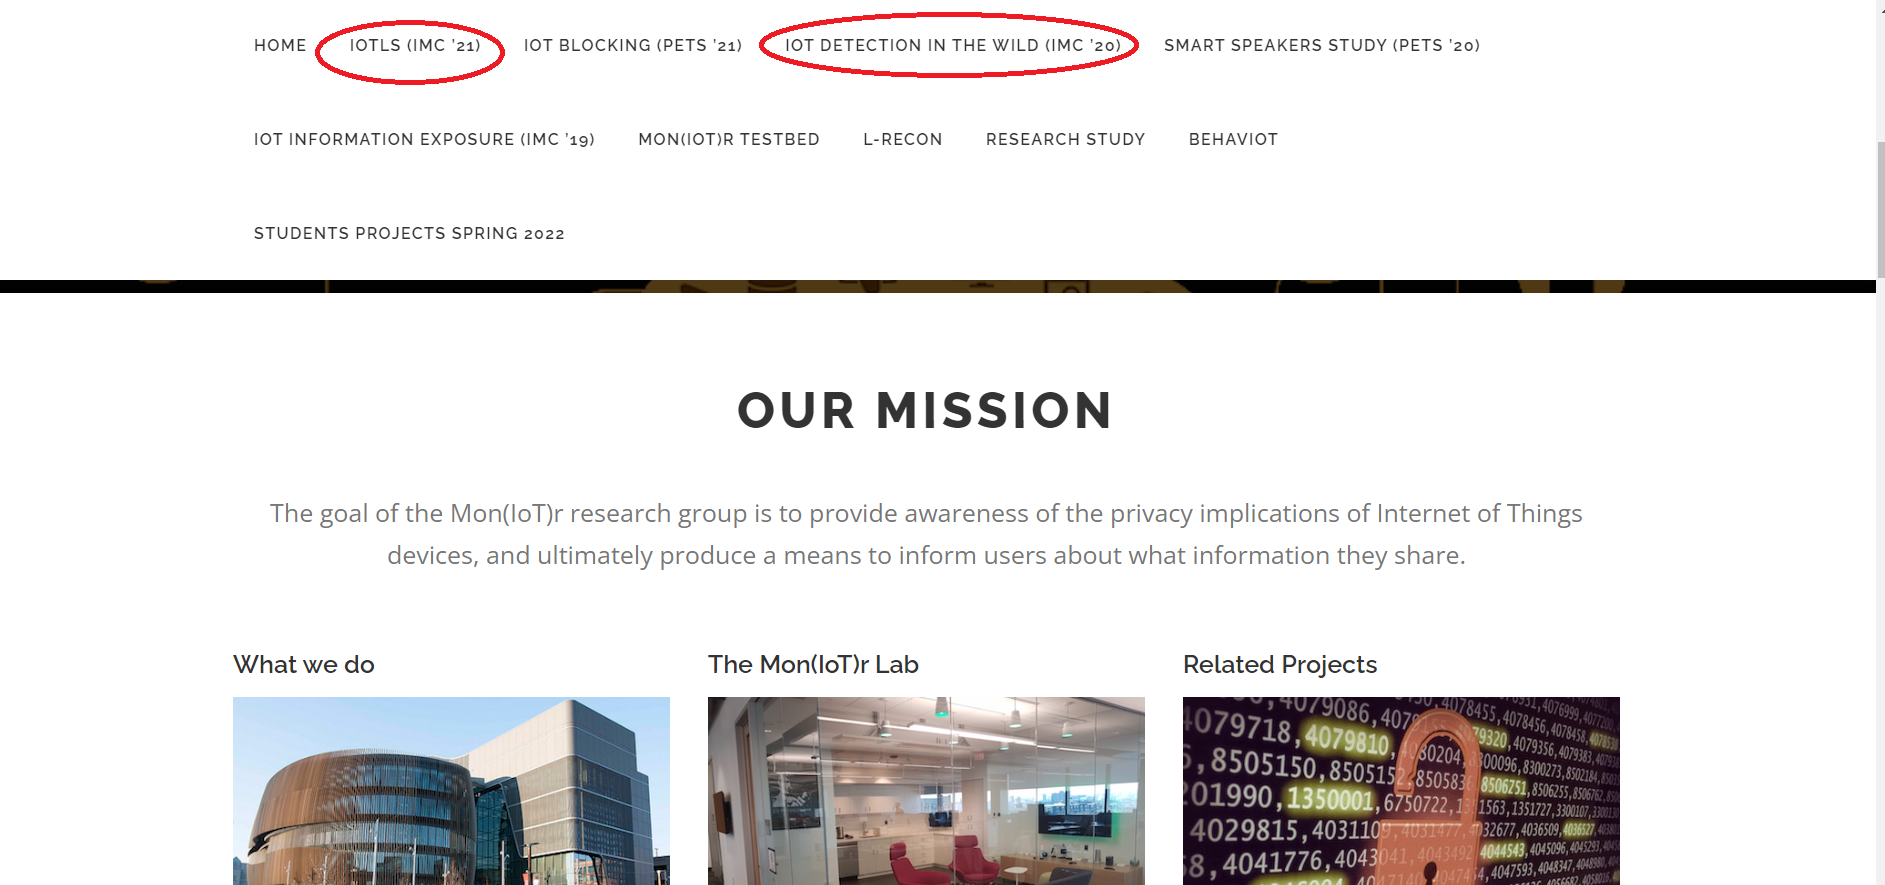 HOME IOTLS (IMC '21) IOT BLOCKING (PETS '21) IOT DETECTION IN THE WILD (IMC '20) SMART SPEAKERS STUDY (PETS '20)
IOT INFORMATION EXPOSURE (IMC '19) MON(IOT)R TESTBED L-RECON RESEARCH STUDY BEHAVIOT
STUDENTS PROJECTS SPRING 2022
OUR MISSION
The goal of the Mon(IoT)r research group is to provide awareness of the privacy implications of Internet of Things
devices, and ultimately produce a means to inform users about what information they share.
What we do The Mon(IoT)r Lab Related Projects